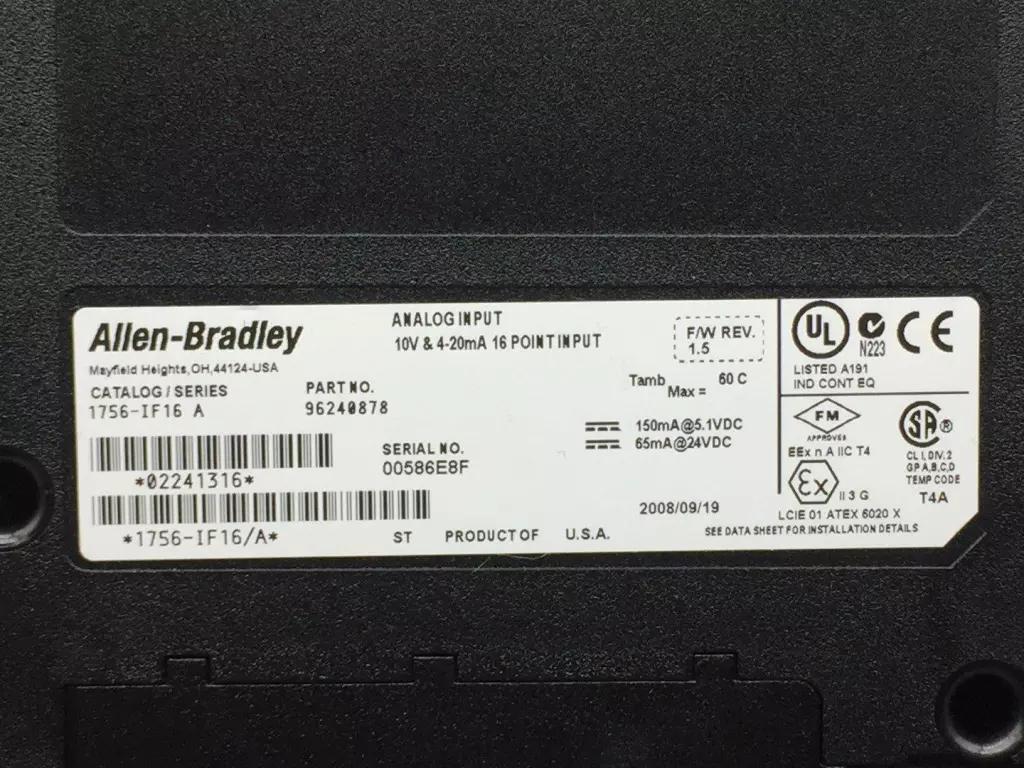 Allen-Bradley
Mayfield Heights, OH, 44124-USA
CATALOG / SERIES
1756-IF16 A
PART NO.
96240878
ANALOG INPUT
10V & 4-20mA 16 POINT INPUT
F/W REV.
1.5
Tamb Max = 60 C
150mA@5.1VDC
65mA@24VDC
SERIAL NO.
00586E8F
*02241316*
*1756-IF16/A*
ST PRODUCT OF U.S.A.
2008/09/19
UL
N223
CE
LISTED A191
IND CONT EQ
FM
APPROVED
EEx n A IIC T4
Ex II 3 G
LCIE 01 ATEX 6020 X
SA ®
CL I, DIV. 2
GP A,B,C,D
TEMP CODE
T4A
SEE DATA SHEET FOR INSTALLATION DETAILS